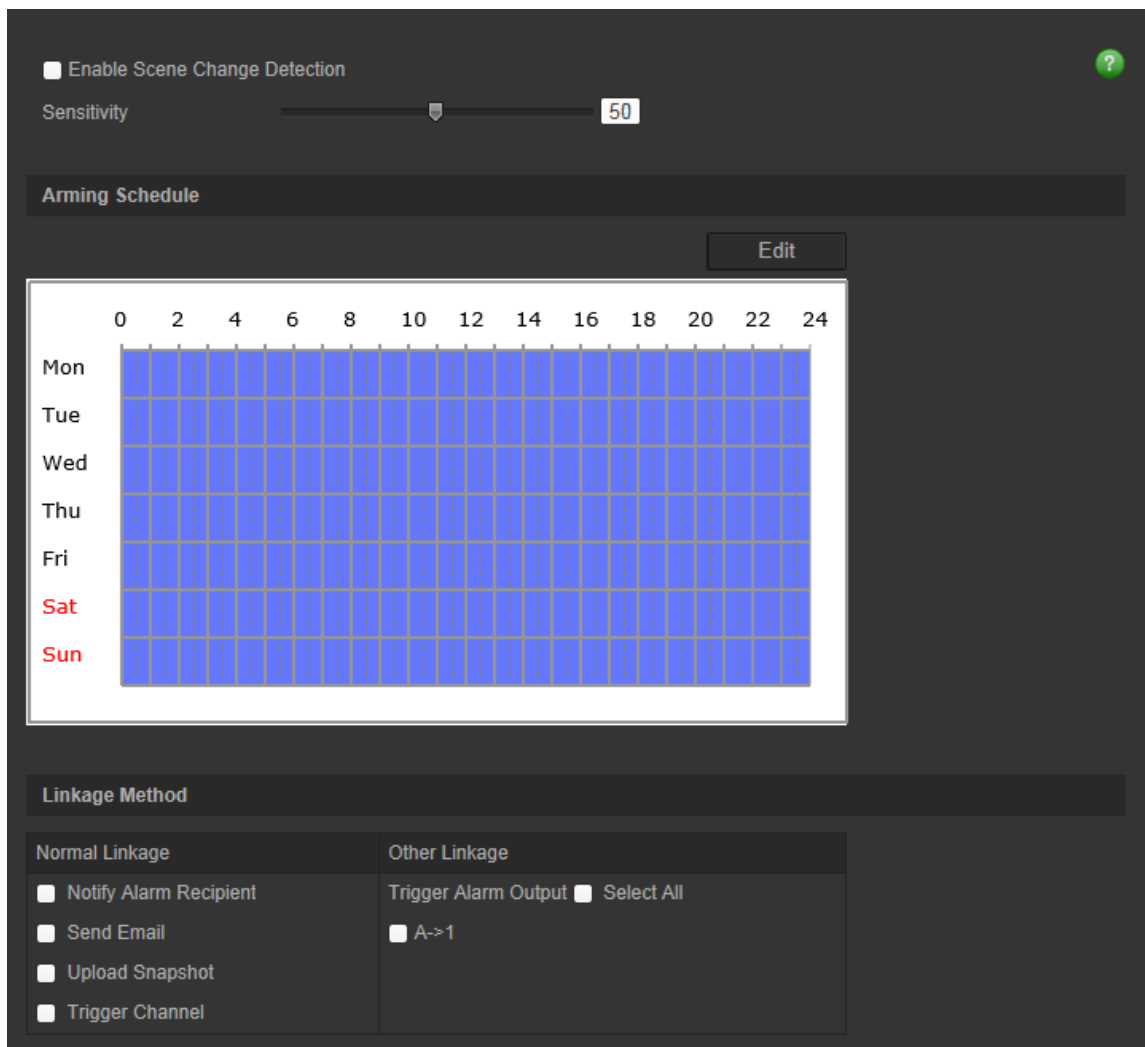 Enable Scene Change Detection
?
Sensitivity 50
Arming Schedule
Edit
0 2 4 6 8 10 12 14 16 18 20 22 24
Mon
Tue
Wed
Thu
Fri
Sat
Sun
Linkage Method
Normal Linkage Other Linkage
Notify Alarm Recipient Trigger Alarm Output Select All
Send Email A->1
Upload Snapshot
Trigger Channel